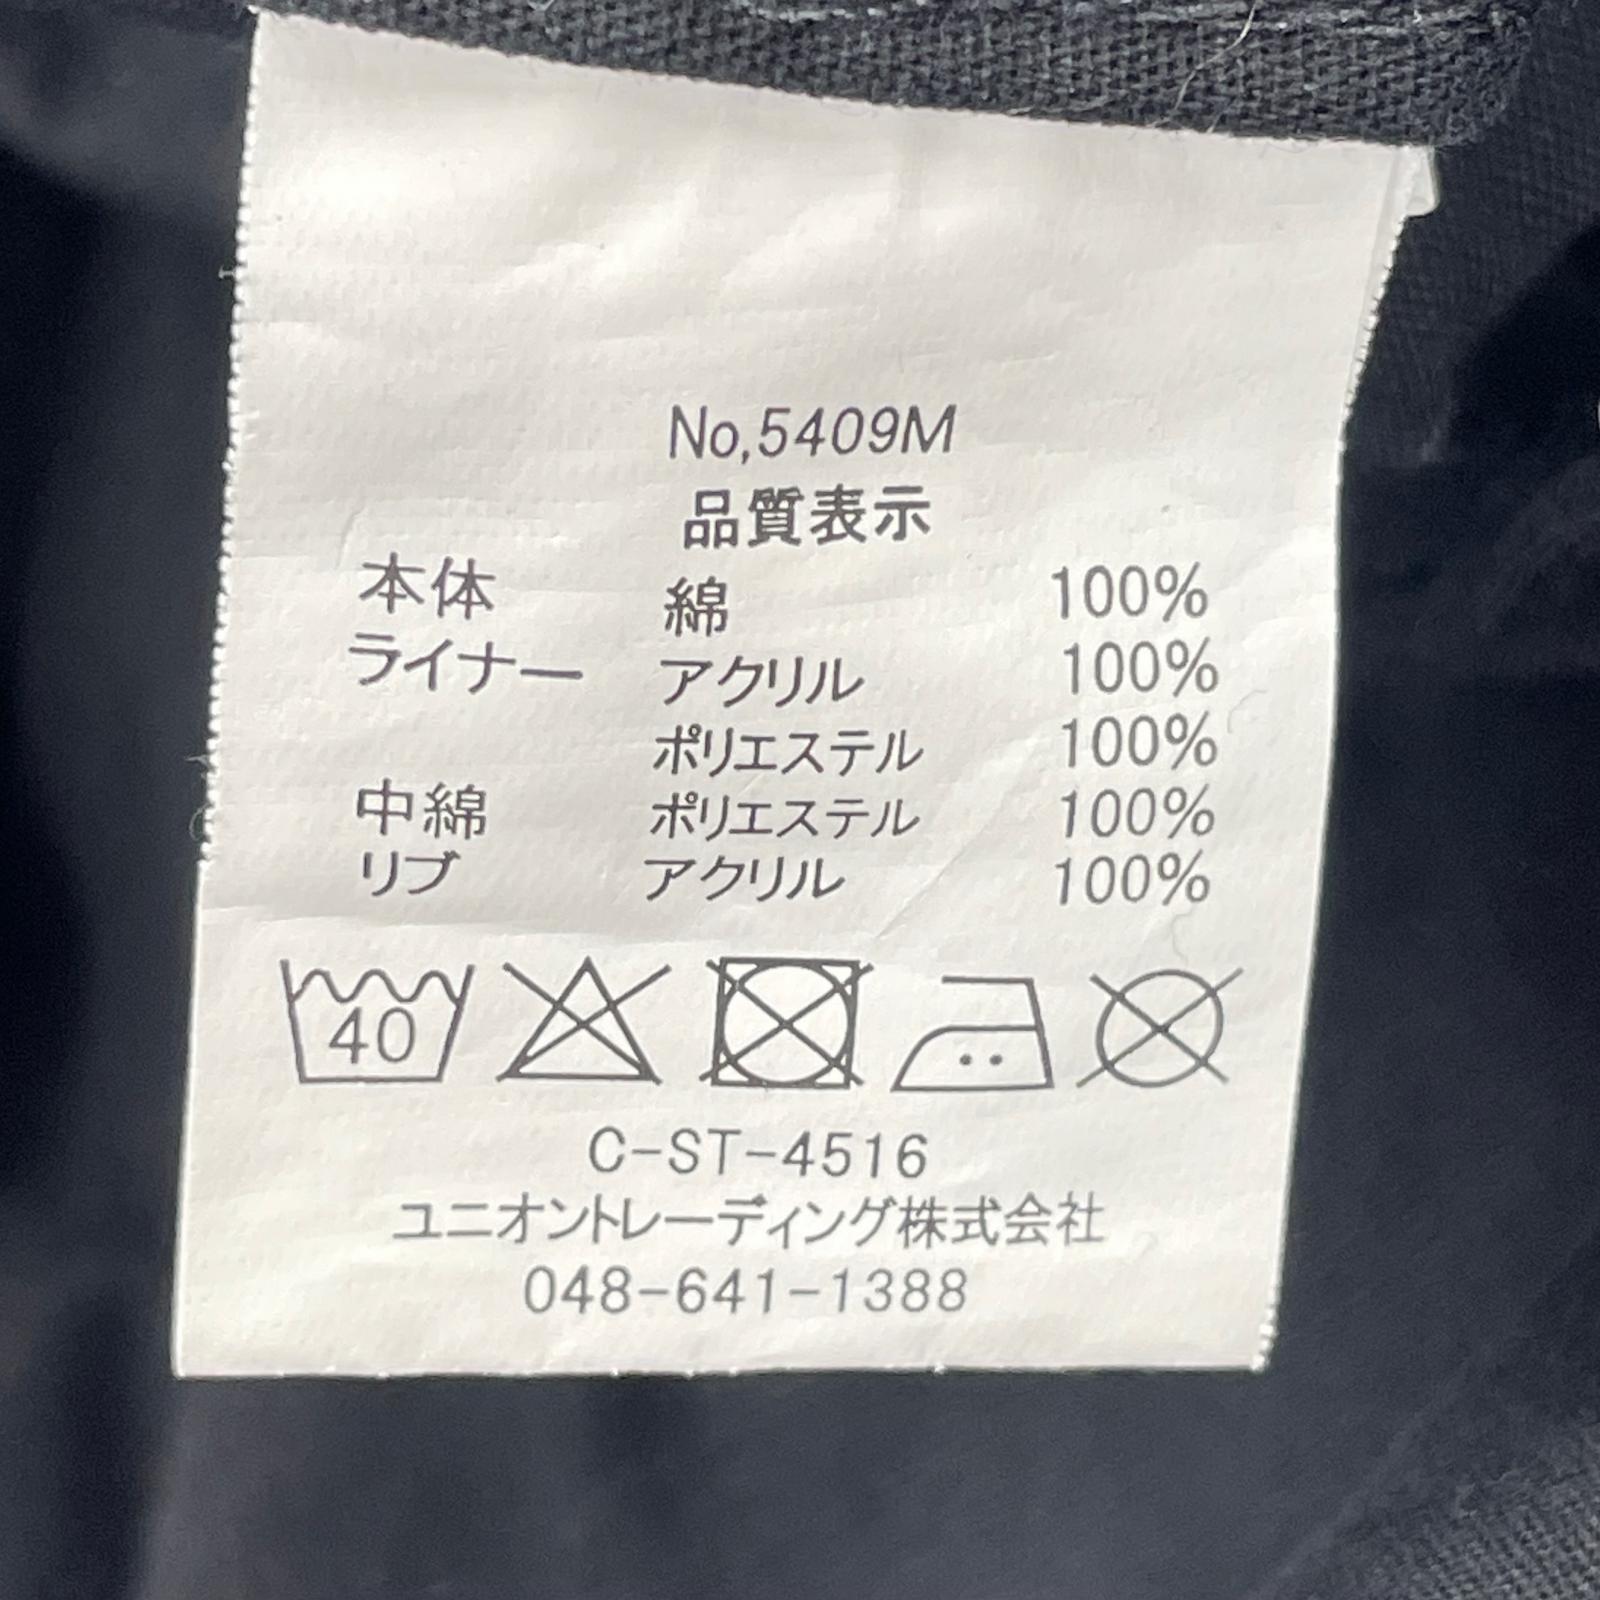 No,5409M
品質表示
本体 綿 100%
ライナー アクリル 100%
ポリエステル 100%
中綿 ポリエステル 100%
リブ アクリル 100%
40
C-ST-4516
ユニオントレーディング株式会社
048-641-1388